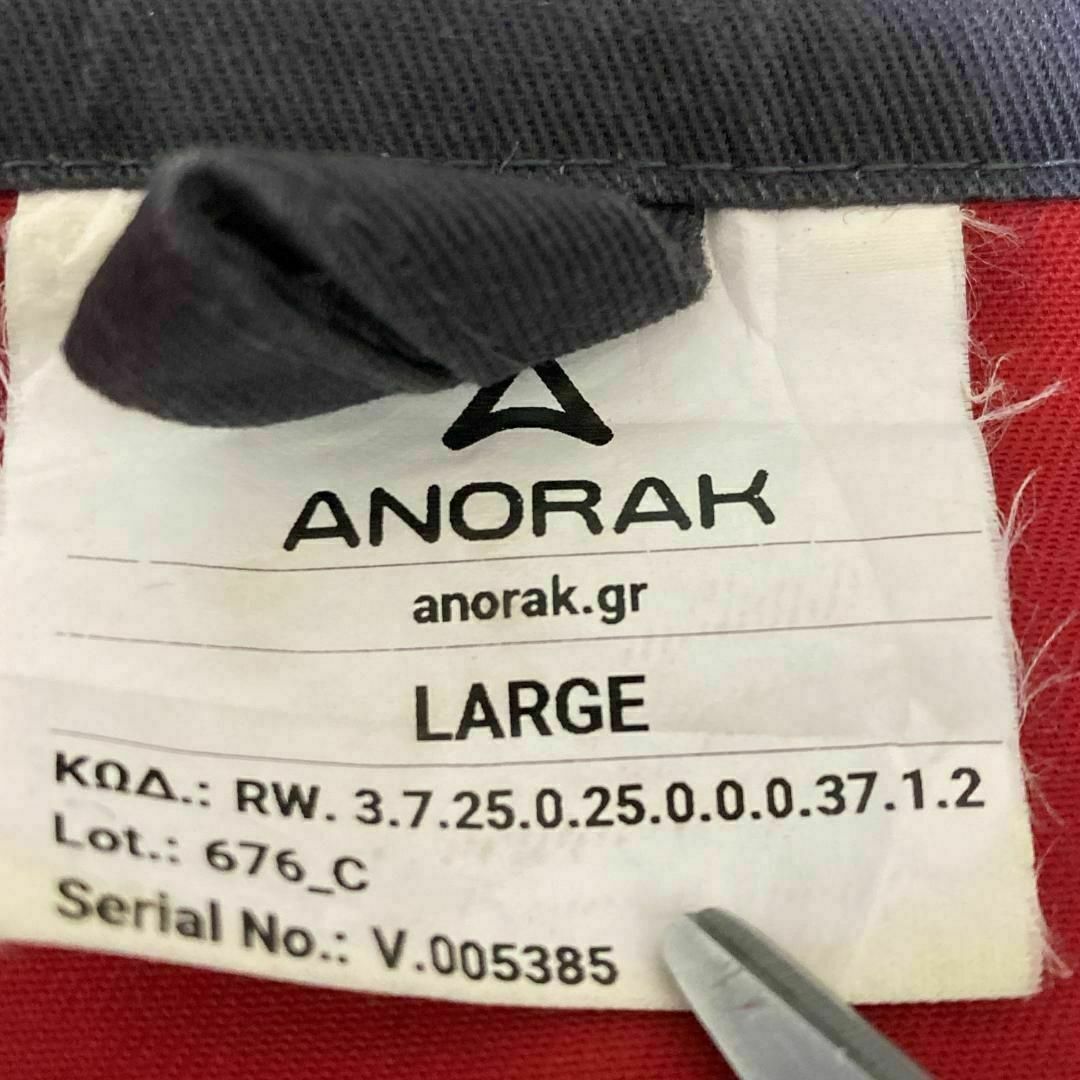 ANORAK
anorak.gr
LARGE
ΚΩΔ.: RW. 3.7.25.0.25.0.0.0.37.1.2
Lot.: 676_C
Serial No.: V.005385